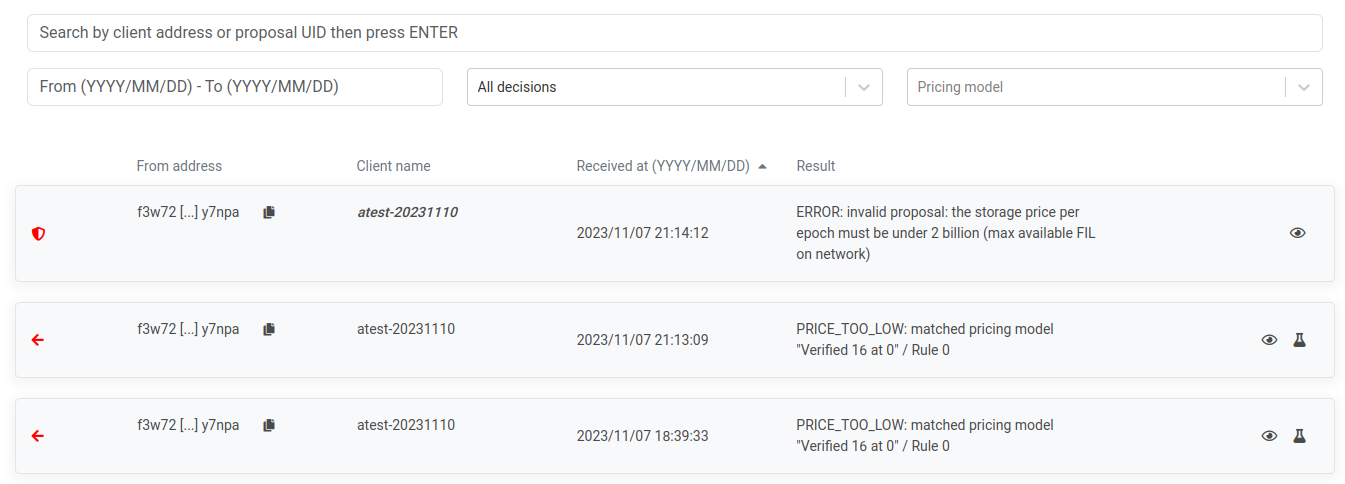 Search by client address or proposal UID then press ENTER
From (YYYY/MM/DD) - To (YYYY/MM/DD)
All decisions
Pricing model
From address
Client name
Received at (YYYY/MM/DD)
Result
f3w72 [...] y7npa
atest-20231110
2023/11/07 21:14:12
ERROR: invalid proposal: the storage price per
epoch must be under 2 billion (max available FIL
on network)
f3w72 [...] y7npa
atest-20231110
2023/11/07 21:13:09
PRICE_TOO_LOW: matched pricing model
"Verified 16 at 0" / Rule 0
f3w72 [...] y7npa
atest-20231110
2023/11/07 18:39:33
PRICE_TOO_LOW: matched pricing model
"Verified 16 at 0" / Rule 0